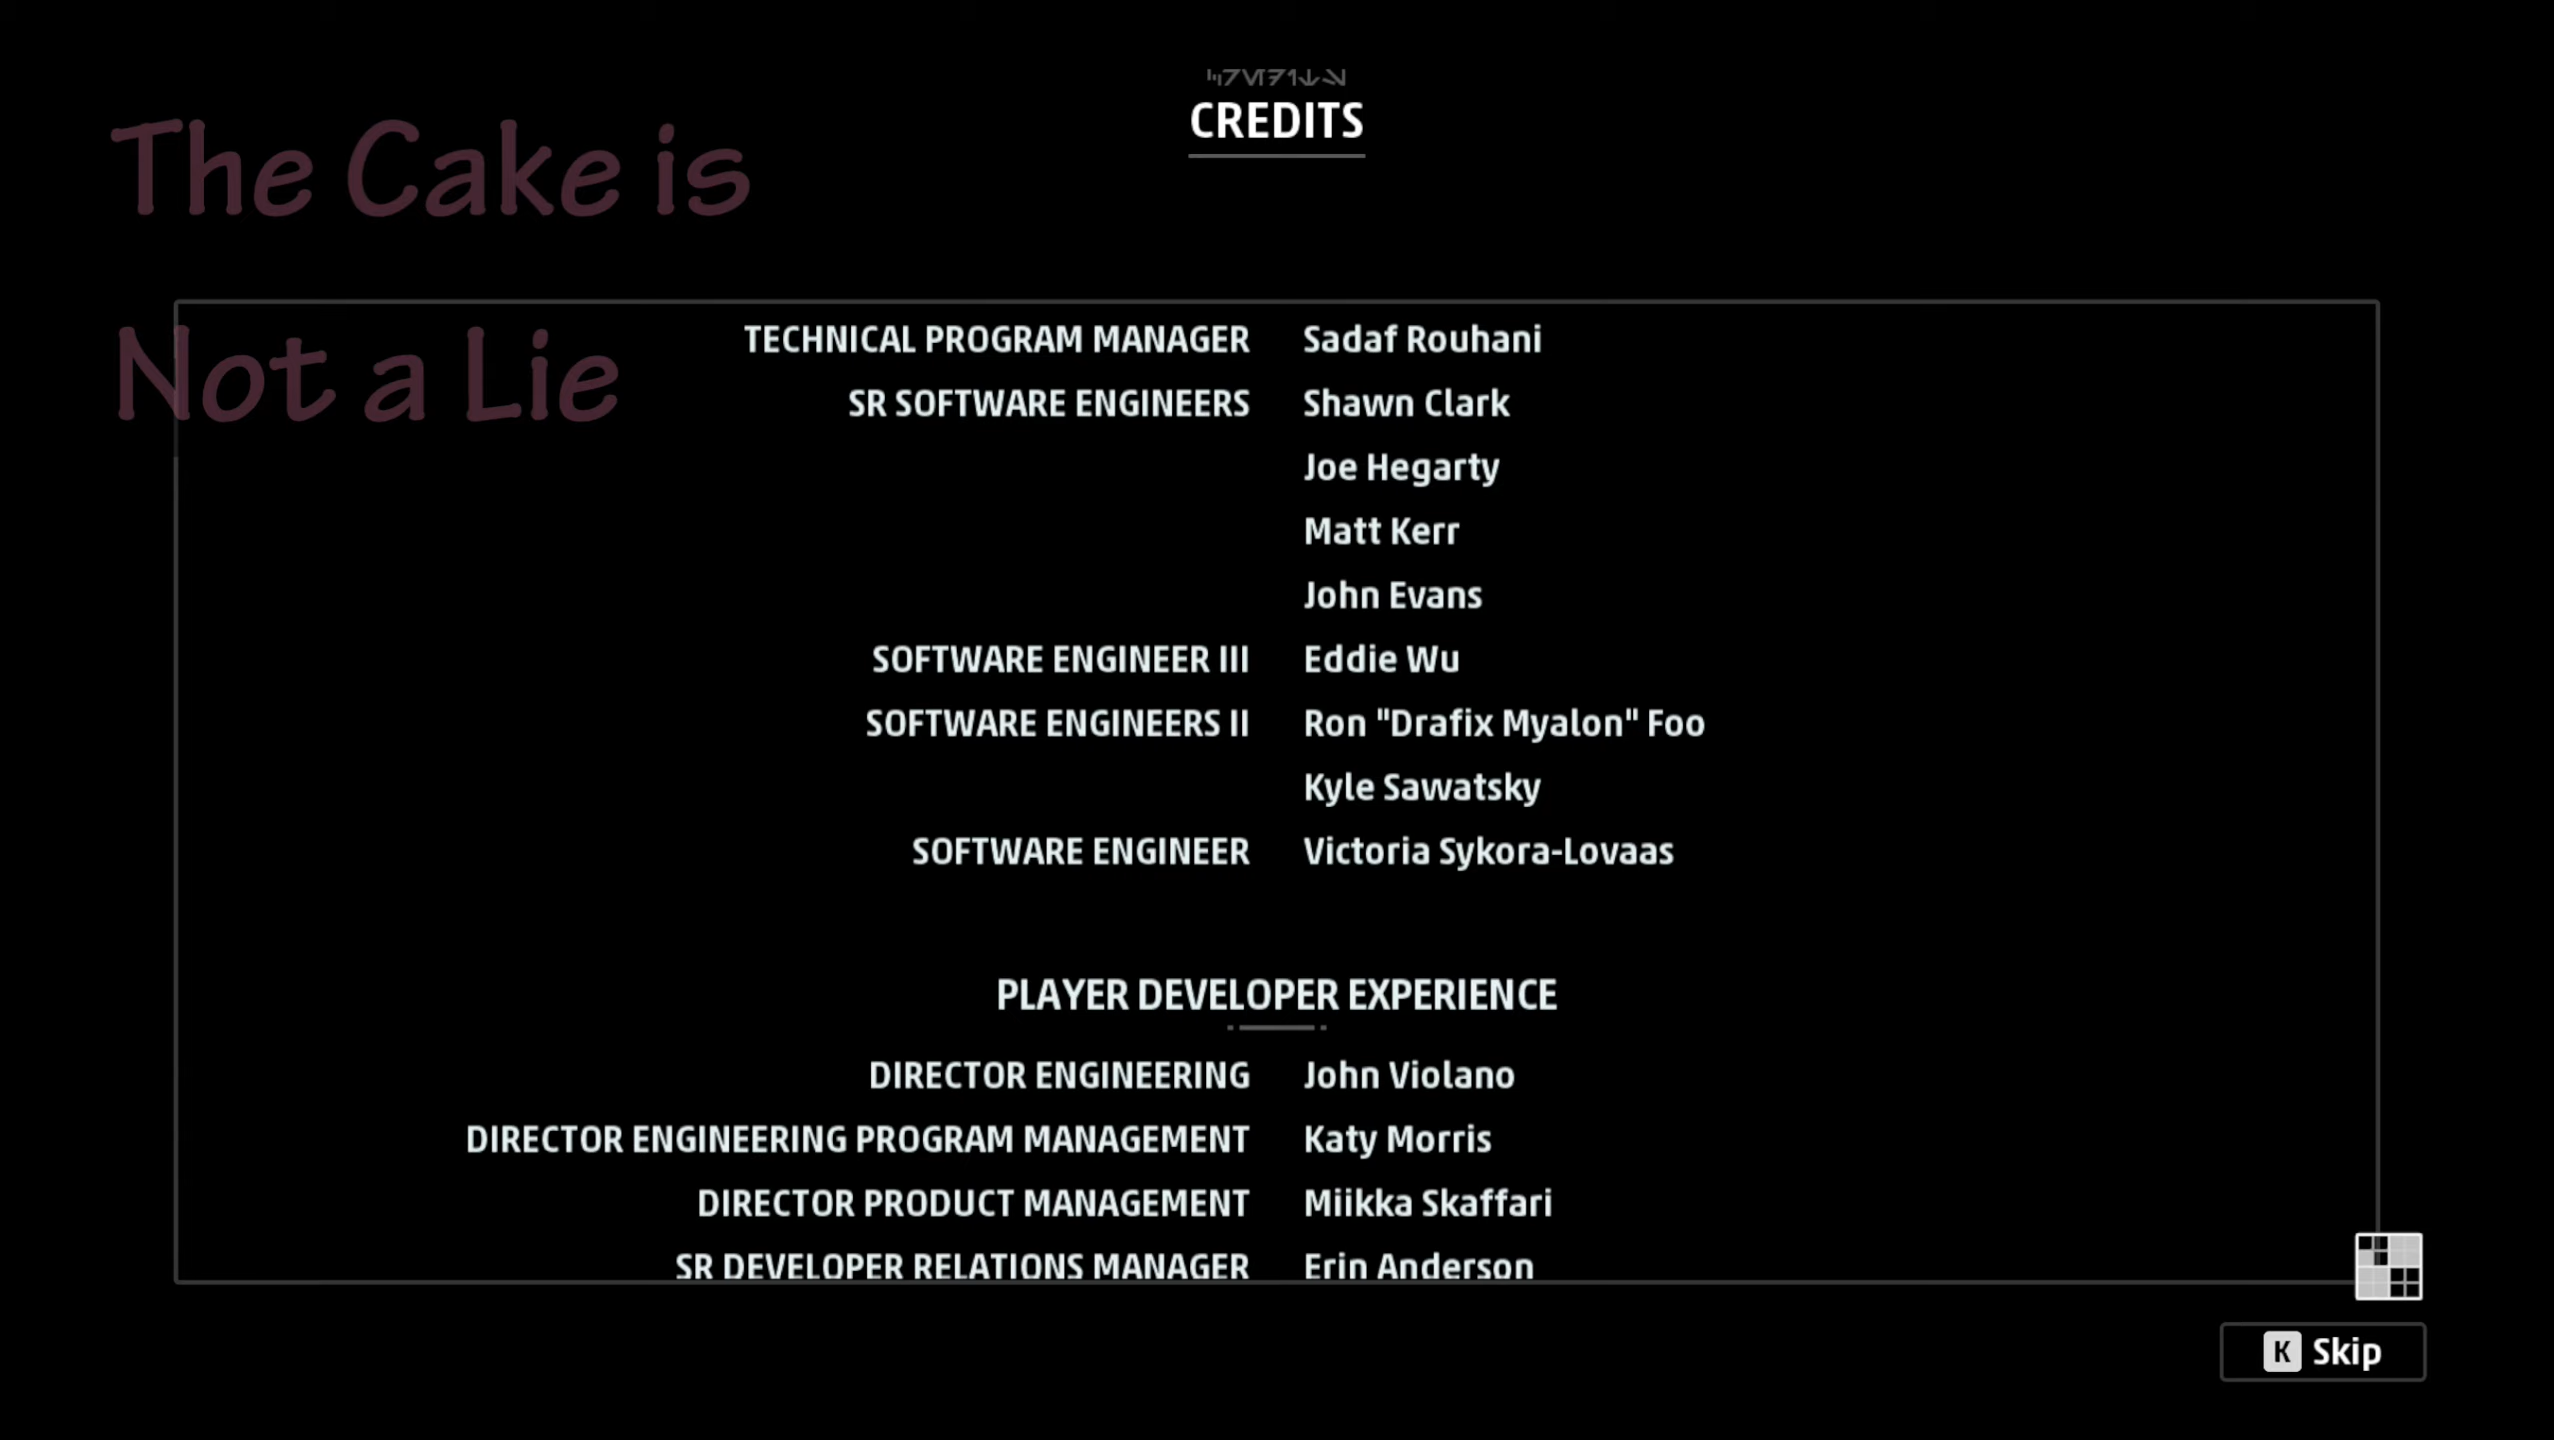 CREDITS
The Cake is
Not a Lie
TECHNICAL PROGRAM MANAGER Sadaf Rouhani
SR SOFTWARE ENGINEERS Shawn Clark
Joe Hegarty
Matt Kerr
John Evans
SOFTWARE ENGINEER III Eddie Wu
SOFTWARE ENGINEERS II Ron "Drafix Myalon" Foo
Kyle Sawatsky
SOFTWARE ENGINEER Victoria Sykora-Lovaas
PLAYER DEVELOPER EXPERIENCE
DIRECTOR ENGINEERING John Violano
DIRECTOR ENGINEERING PROGRAM MANAGEMENT Katy Morris
DIRECTOR PRODUCT MANAGEMENT Miikka Skaffari
SR DEVELOPER RELATIONS MANAGER Erin Anderson
K Skip